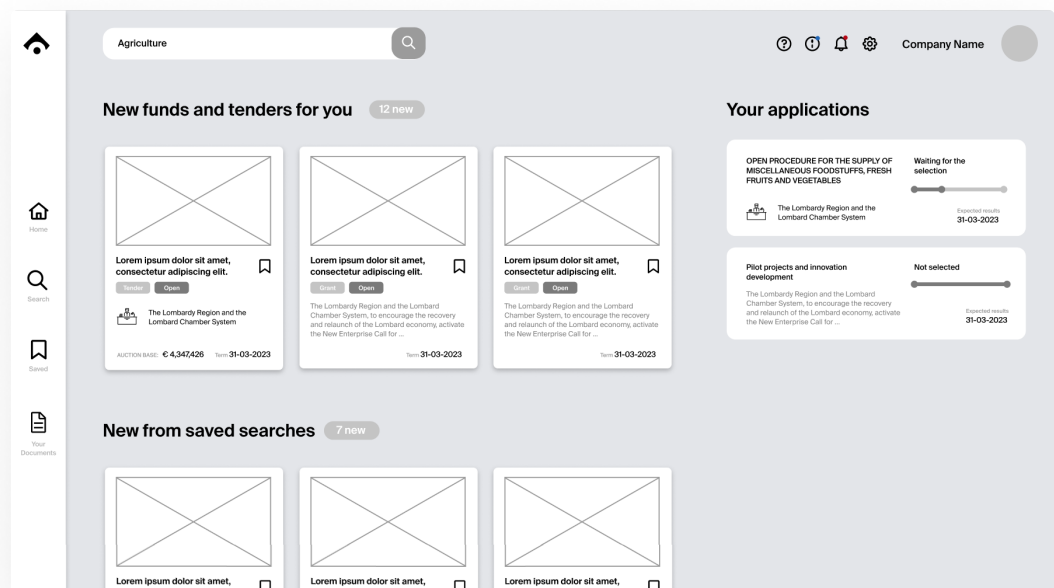 Agriculture
Company Name
Home
Search
Saved
Your
Documents
New funds and tenders for you
12 new
Lorem ipsum dolor sit amet,
consectetur adipiscing elit.
Tender
Open
The Lombardy Region and the
Lombard Chamber System
AUCTION BASE: € 4,347,426
Term 31-03-2023
Lorem ipsum dolor sit amet,
consectetur adipiscing elit.
Grant
Open
The Lombardy Region and the Lombard
Chamber System, to encourage the recovery
and relaunch of the Lombard economy, activate
the New Enterprise Call for ...
Term 31-03-2023
Lorem ipsum dolor sit amet,
consectetur adipiscing elit.
Grant
Open
The Lombardy Region and the Lombard
Chamber System, to encourage the recovery
and relaunch of the Lombard economy, activate
the New Enterprise Call for ...
Term 31-03-2023
New from saved searches
7 new
Lorem ipsum dolor sit amet,
Lorem ipsum dolor sit amet,
Lorem ipsum dolor sit amet,
Your applications
OPEN PROCEDURE FOR THE SUPPLY OF
MISCELLANEOUS FOODSTUFFS, FRESH
FRUITS AND VEGETABLES
The Lombardy Region and the
Lombard Chamber System
Waiting for the
selection
Expected results
31-03-2023
Pilot projects and innovation
development
The Lombardy Region and the Lombard
Chamber System, to encourage the recovery
and relaunch of the Lombard economy, activate
the New Enterprise Call for ...
Not selected
Expected results
31-03-2023